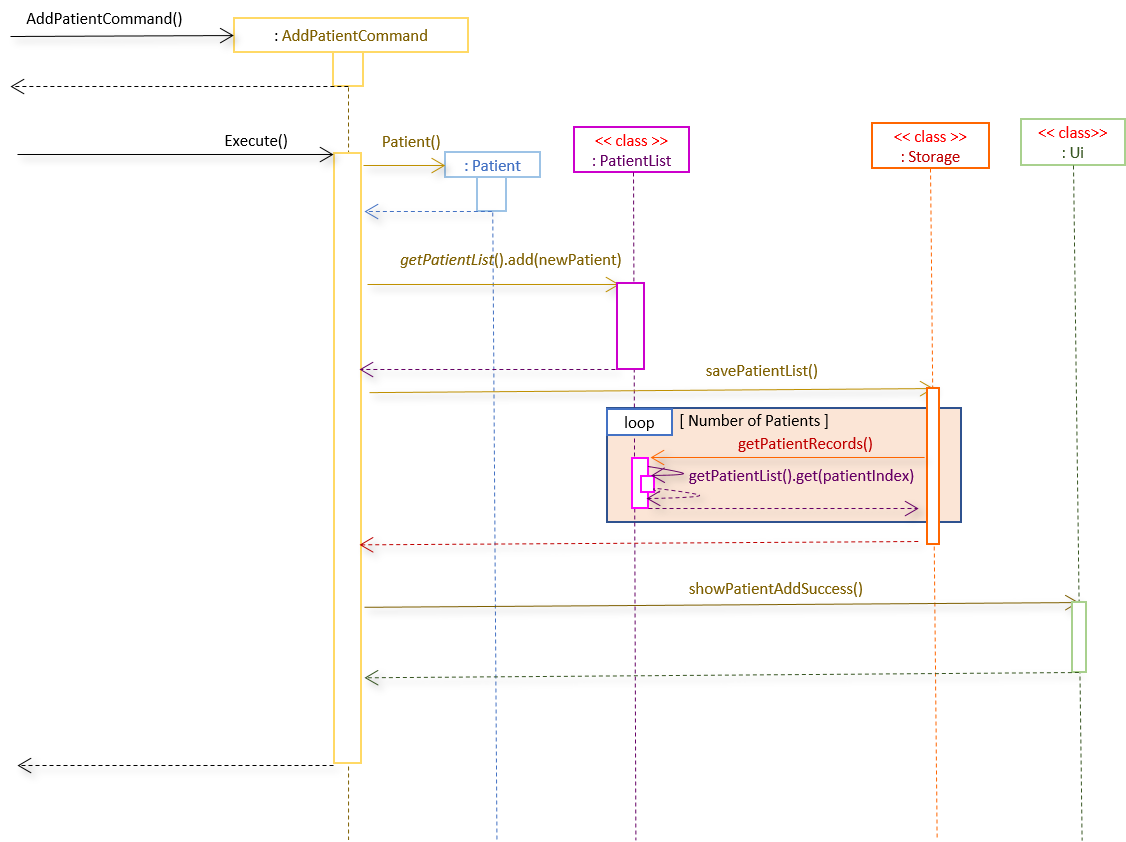 AddPatientCommand()
: AddPatientCommand
Execute()
Patient()
: Patient
<< class >>
: PatientList
<< class >>
: Storage
<< class>>
: Ui
getPatientList().add(newPatient)
savePatientList()
loop
[ Number of Patients ]
getPatientRecords()
getPatientList().get(patientIndex)
showPatientAddSuccess()